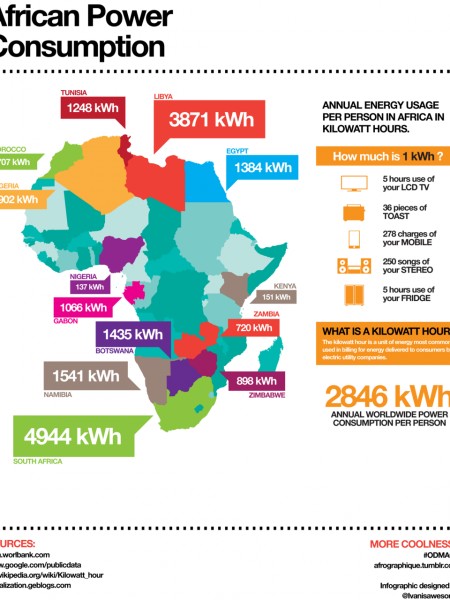 African Power
Consumption
TUNISIA
1248 kWh
LIBYA
3871 kWh
EGYPT
1384 kWh
OROCCO
707 kWh
GERIA
902 kWh
NIGERIA
137 kWh
1066 kWh
GABON
1435 kWh
BOTSWANA
1541 kWh
NAMIBIA
4944 kWh
SOUTH AFRICA
KENYA
151 kWh
ZAMBIA
720 kWh
898 kWh
ZIMBABWE
ANNUAL ENERGY USAGE
PER PERSON IN AFRICA IN
KILOWATT HOURS.
How much is 1 kWh ?
5 hours use of
your LCD TV
36 pieces of
TOAST
278 charges of
your MOBILE
250 songs of
your STEREO
5 hours use of
your FRIDGE
WHAT IS A KILOWATT HOUR
The kilowatt hour is a unit of energy most common
used in billing for energy delivered to consumers b
electric utility companies.
2846 kWh
ANNUAL WORLDWIDE POWER
CONSUMPTION PER PERSON
URCES:
a.worlbank.com
w.google.com/publicdata
wikipedia.org/wiki/Kilowatt_hour
alization.geblogs.com
MORE COOLNES
#ODMA
afrographique.tumblr.co
Infographic designed
@Ivanisaweso